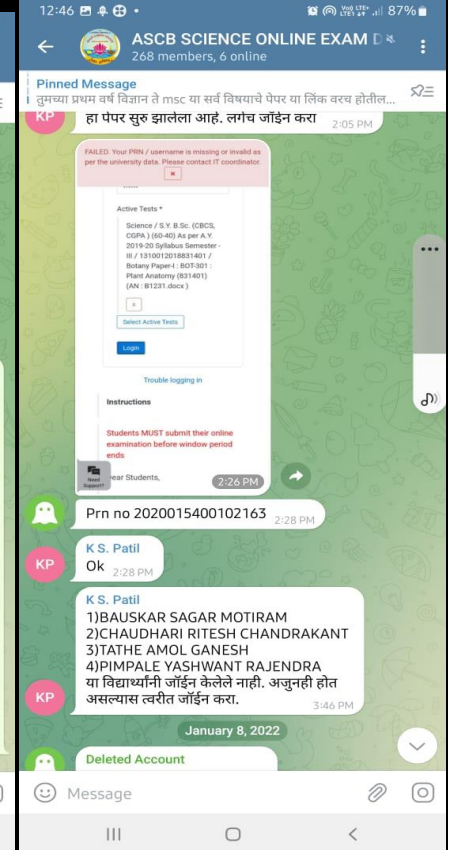 12:46
87%
ASCB SCIENCE ONLINE EXAM D
268 members, 6 online
Pinned Message
तुमच्या प्रथम वर्ष विज्ञान ते msc या सर्व विषयाचे पेपर या लिंक वरच होतील...
KP
हा पेपर सुरु झालेला आहे. लगेच जॉईन करा
2:05 PM
FAILED. Your PRN / username is missing or invalid as
per the university data. Please contact IT coordinator.
Active Tests *
Science / S.Y. B.Sc. (CBCS,
CGPA ) (60-40) As per A.Y.
2019-20 Syllabus Semester -
III / 1310012018831401 /
Botany Paper-I : BOT-301 :
Plant Anatomy (831401)
(AN : B1231.docx )
x
Select Active Tests
Login
Trouble logging in
Instructions
Students MUST submit their online
examination before window period
ends
Need
Support?
ear Students,
2:26 PM
Prn no 2020015400102163
2:28 PM
K S. Patil
KP
Ok
2:28 PM
K S. Patil
1)BAUSKAR SAGAR MOTIRAM
2)CHAUDHARI RITESH CHANDRAKANT
3)TATHE AMOL GANESH
4)PIMPALE YASHWANT RAJENDRA
या विद्यार्थ्यांनी जॉईन केलेले नाही. अजुनही होत
असल्यास त्वरीत जॉईन करा.
KP
3:46 PM
January 8, 2022
Deleted Account
Message